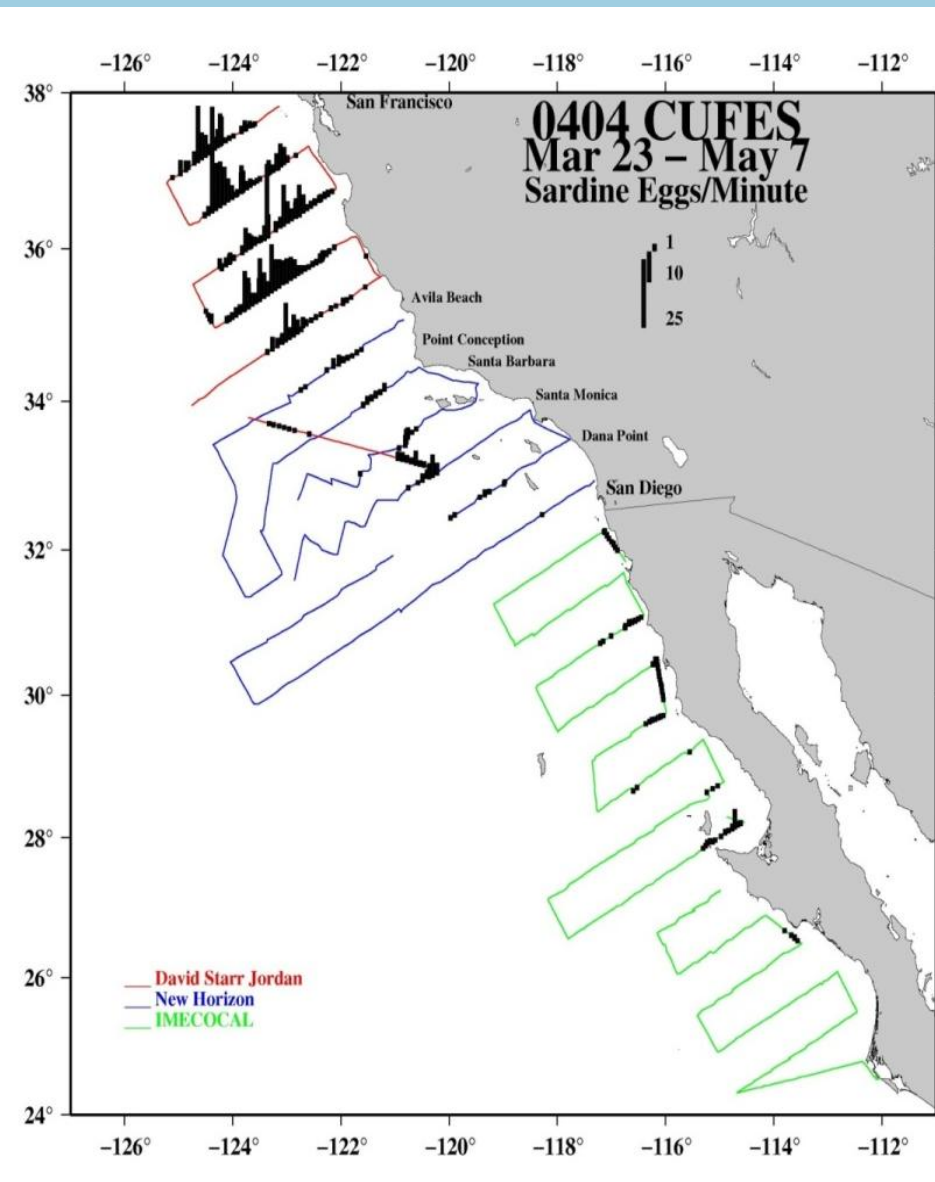 −126° −124° −122° −120° −118° −116° −114° −112°
38°
San Francisco
0404 CUFES
Mar 23 − May 7
Sardine Eggs/Minute
1
36°
10
Avila Beach
25
Point Conception
Santa Barbara
34°
Santa Monica
Dana Point
San Diego
32°
30°
28°
26°
David Starr Jordan
New Horizon
IMECOCAL
24°
−126° −124° −122° −120° −118° −116° −114° −112°